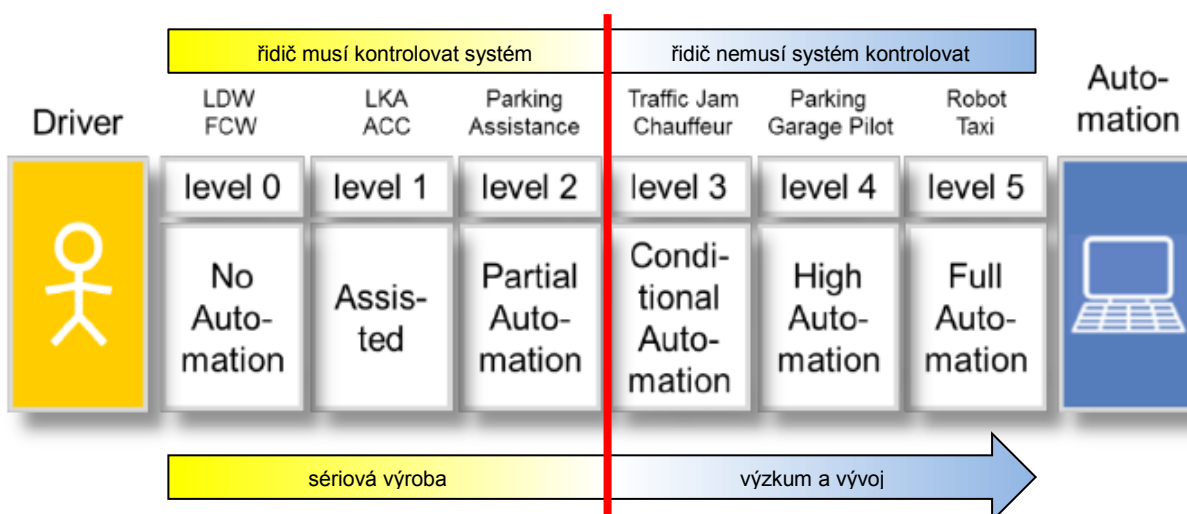 řidič musí kontrolovat systém
řidič nemusí systém kontrolovat
Driver
LDW
FCW
LKA
ACC
Parking
Assistance
Traffic Jam
Chauffeur
Parking
Garage Pilot
Robot
Taxi
Auto-
mation
level 0
level 1
level 2
level 3
level 4
level 5
No
Auto-
mation
Assis-
ted
Partial
Auto-
mation
Condi-
tional
Auto-
mation
High
Auto-
mation
Full
Auto-
mation
sériová výroba
výzkum a vývoj